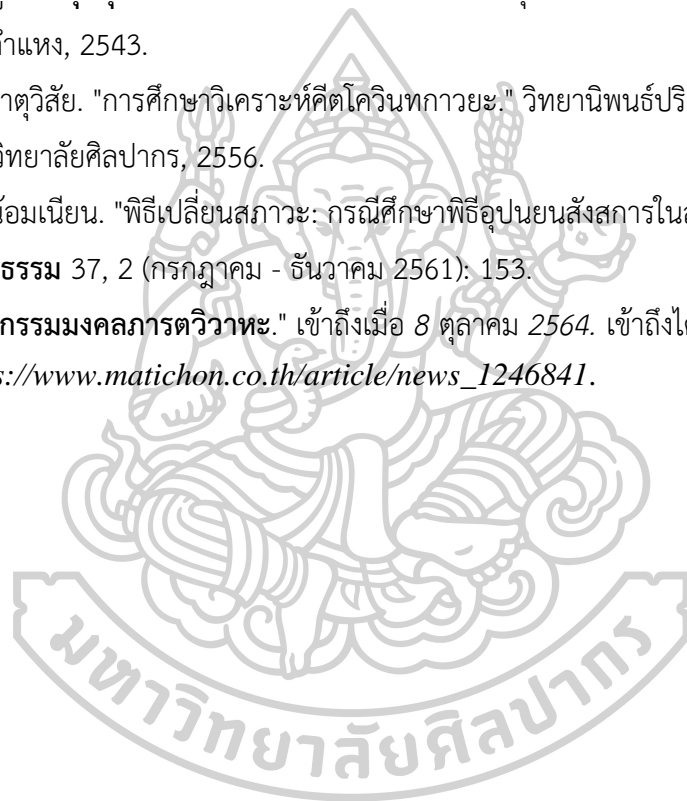 ำแหง, 2543.
าตุวิสัย. "การศึกษาวิเคราะห์คีตโควินทกาวยะ." วิทยานิพนธ์ปริ
วิทยาลัยศิลปากร, 2556.
น้อมเนียน. "พิธีเปลี่ยนสภาวะ: กรณีศึกษาพิธีอุปนยนสังสการใน
ธรรม 37, 2 (กรกฎาคม - ธันวาคม 2561): 153.
กรรมมงคลภารตวิวาหะ." เข้าถึงเมื่อ 8 ตุลาคม 2564. เข้าถึงได้
s://www.matichon.co.th/article/news_1246841.
มหาวิทยาลัยศิลปากร